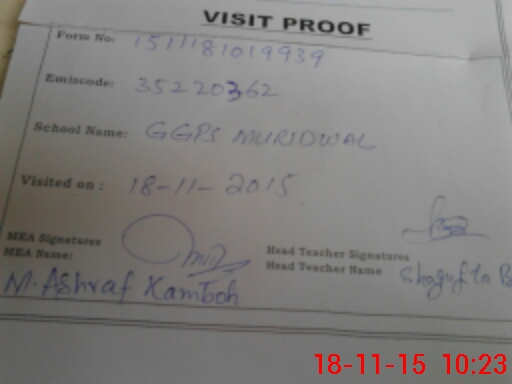 VISIT PROOF
Form No: 1511181019939
Emiscode: 35220362
School Name: GGPS MURIDWAL
Visited on : 18-11-2015
MEA Signatures
Head Teacher Signatures
MEA Name:
Head Teacher Name Shagufta B
M. Ashraf Kamboh
18-11-15 10:23